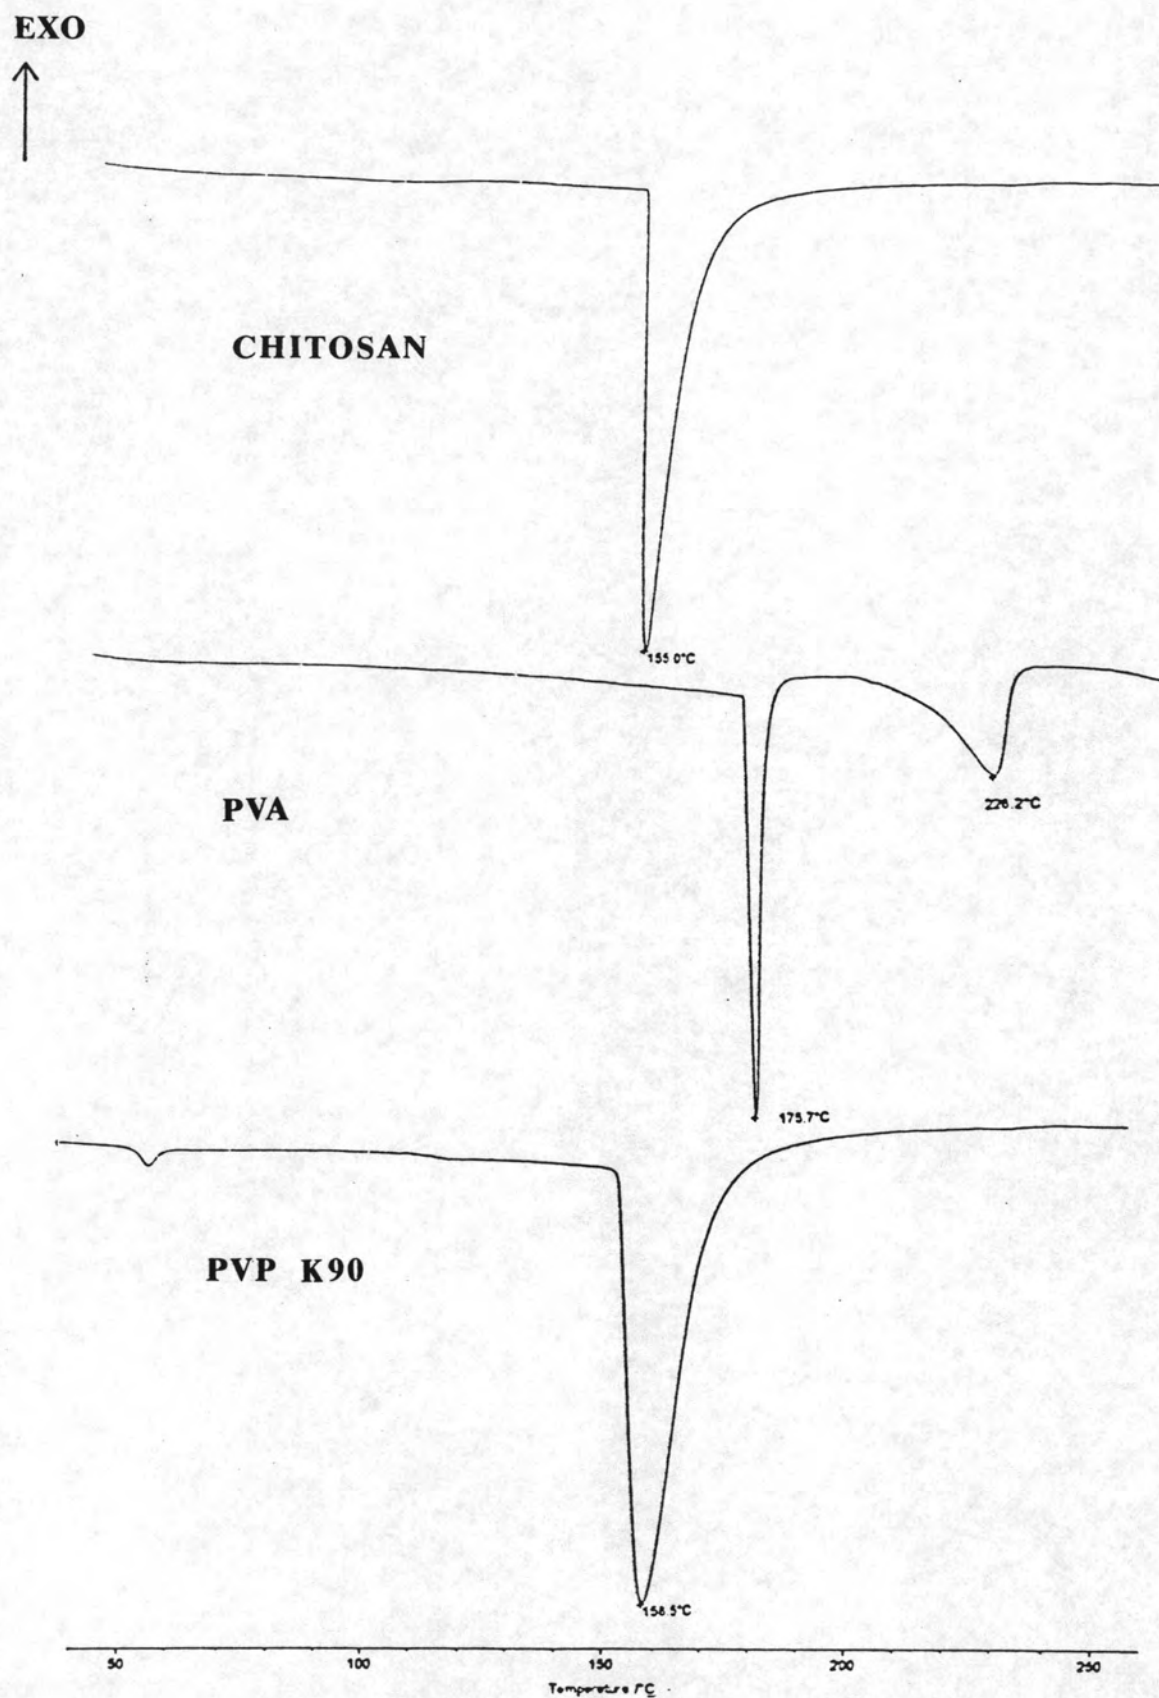 EXO
CHITOSAN
155.0°C
PVA
226.2°C
175.7°C
PVP K90
158.5°C
50 100 150 200 250
Temperature /°C